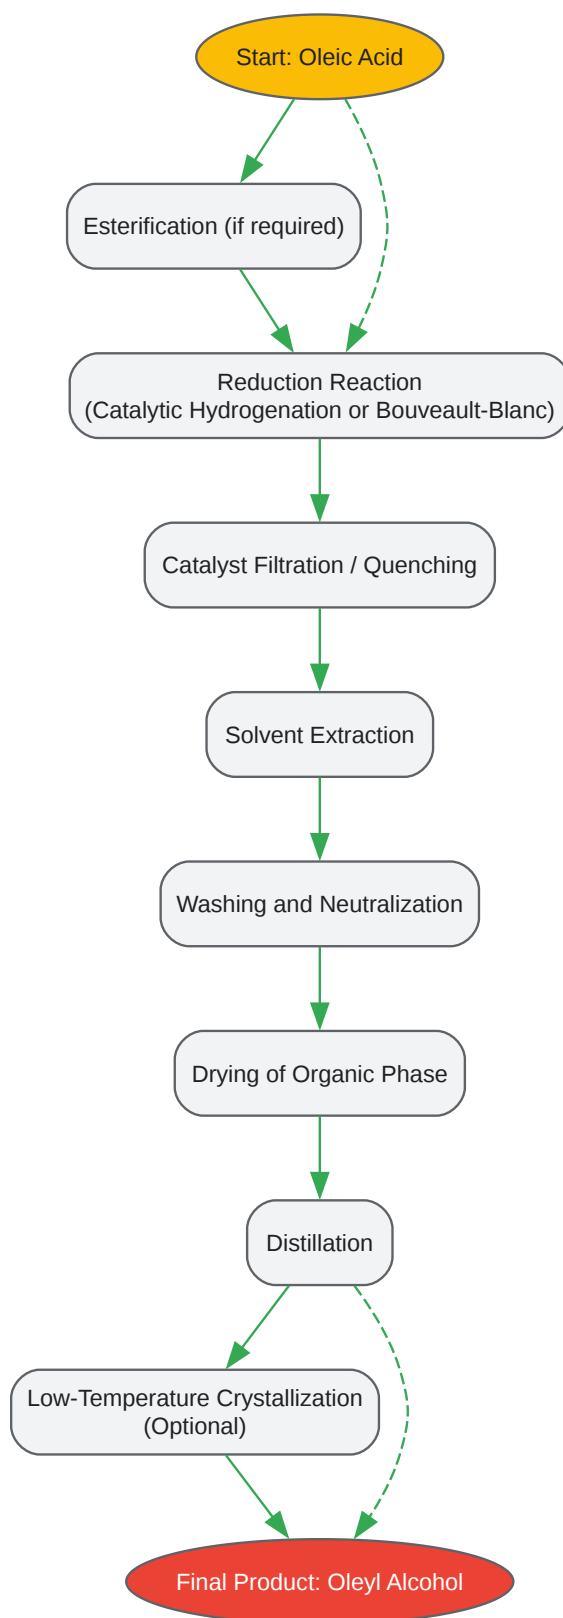 Start: Oleic Acid
Esterification (if required)
Reduction Reaction
(Catalytic Hydrogenation or Bouveault-Blanc)
Catalyst Filtration / Quenching
Solvent Extraction
Washing and Neutralization
Drying of Organic Phase
Distillation
Low-Temperature Crystallization
(Optional)
Final Product: Oleyl Alcohol